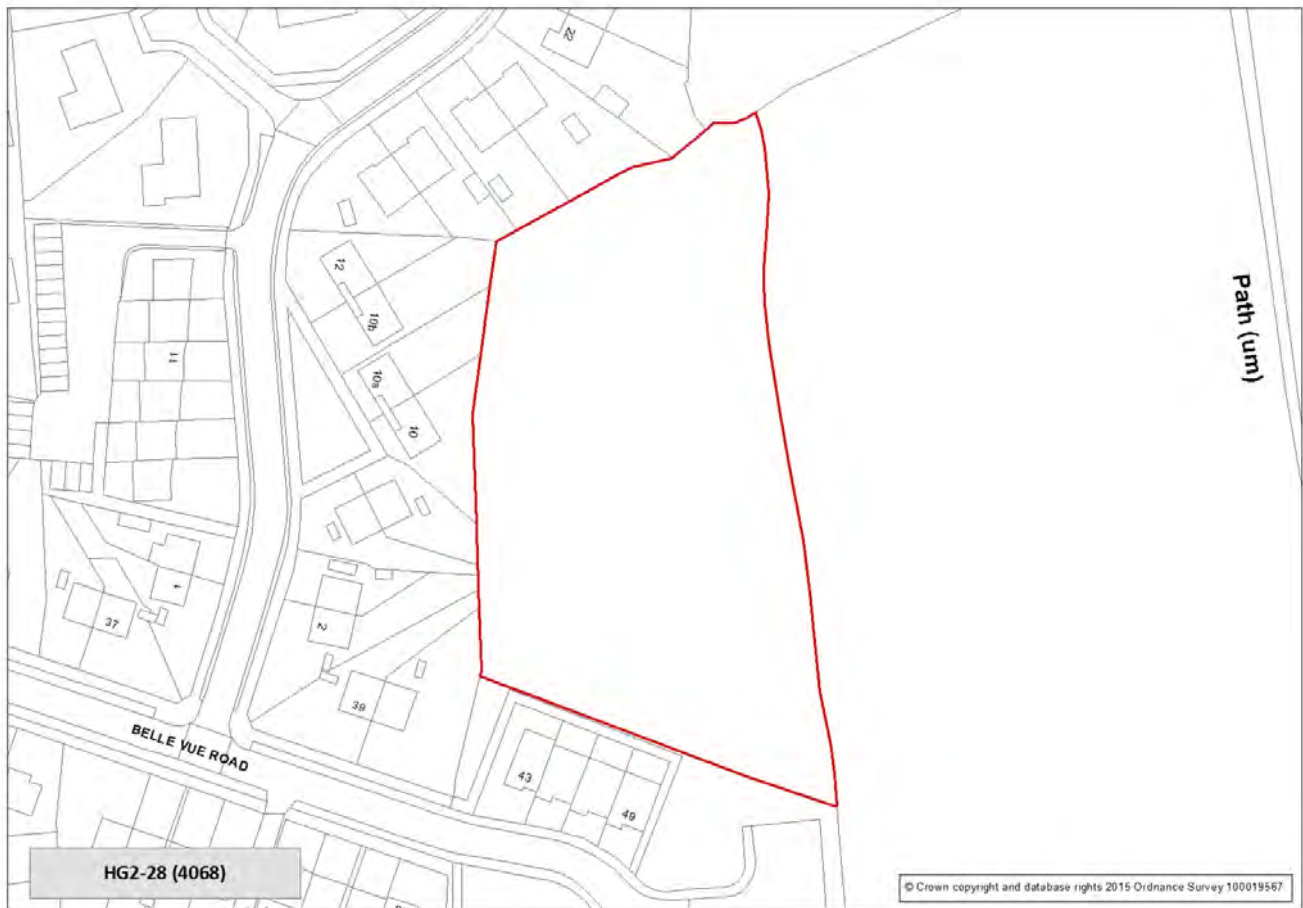 22
12
10b
11
10a
10
Path (um)
1
37
2
39
BELLE VUE ROAD
43
49
HG2-28 (4068)
© Crown copyright and database rights 2015 Ordnance Survey 100019567